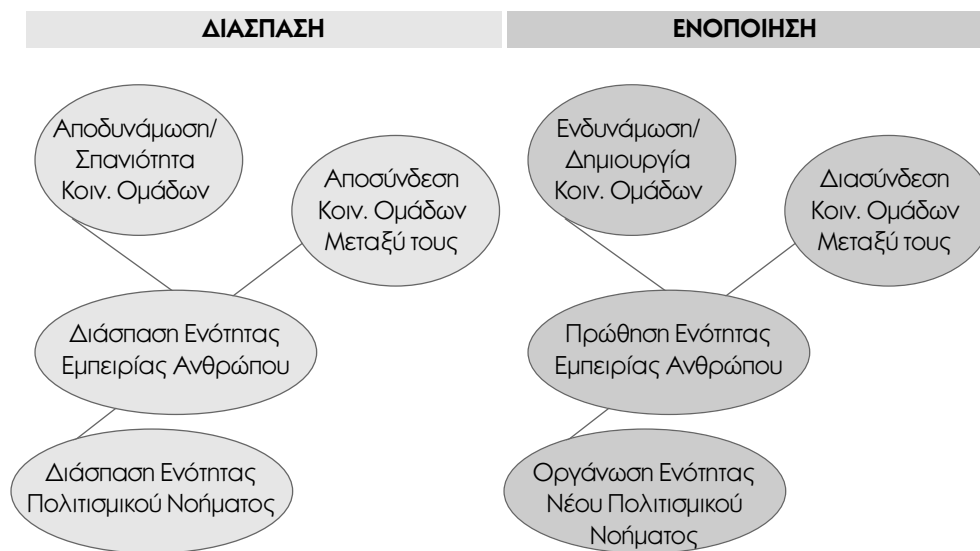 ΔΙΑΣΠΑΣΗ
Αποδυνάμωση/
Σπανιότητα
Κοιν. Ομάδων
Αποσύνδεση
Κοιν. Ομάδων
Μεταξύ τους
Διάσπαση Ενότητας
Εμπειρίας Ανθρώπου
Διάσπαση Ενότητας
Πολιτισμικού Νοήματος
ΕΝΟΠΟΙΗΣΗ
Ενδυνάμωση/
Δημιουργία
Κοιν. Ομάδων
Διασύνδεση
Κοιν. Ομάδων
Μεταξύ τους
Πρώθηση Ενότητας
Εμπειρίας Ανθρώπου
Οργάνωση Ενότητας
Νέου Πολιτισμικού
Νοήματος